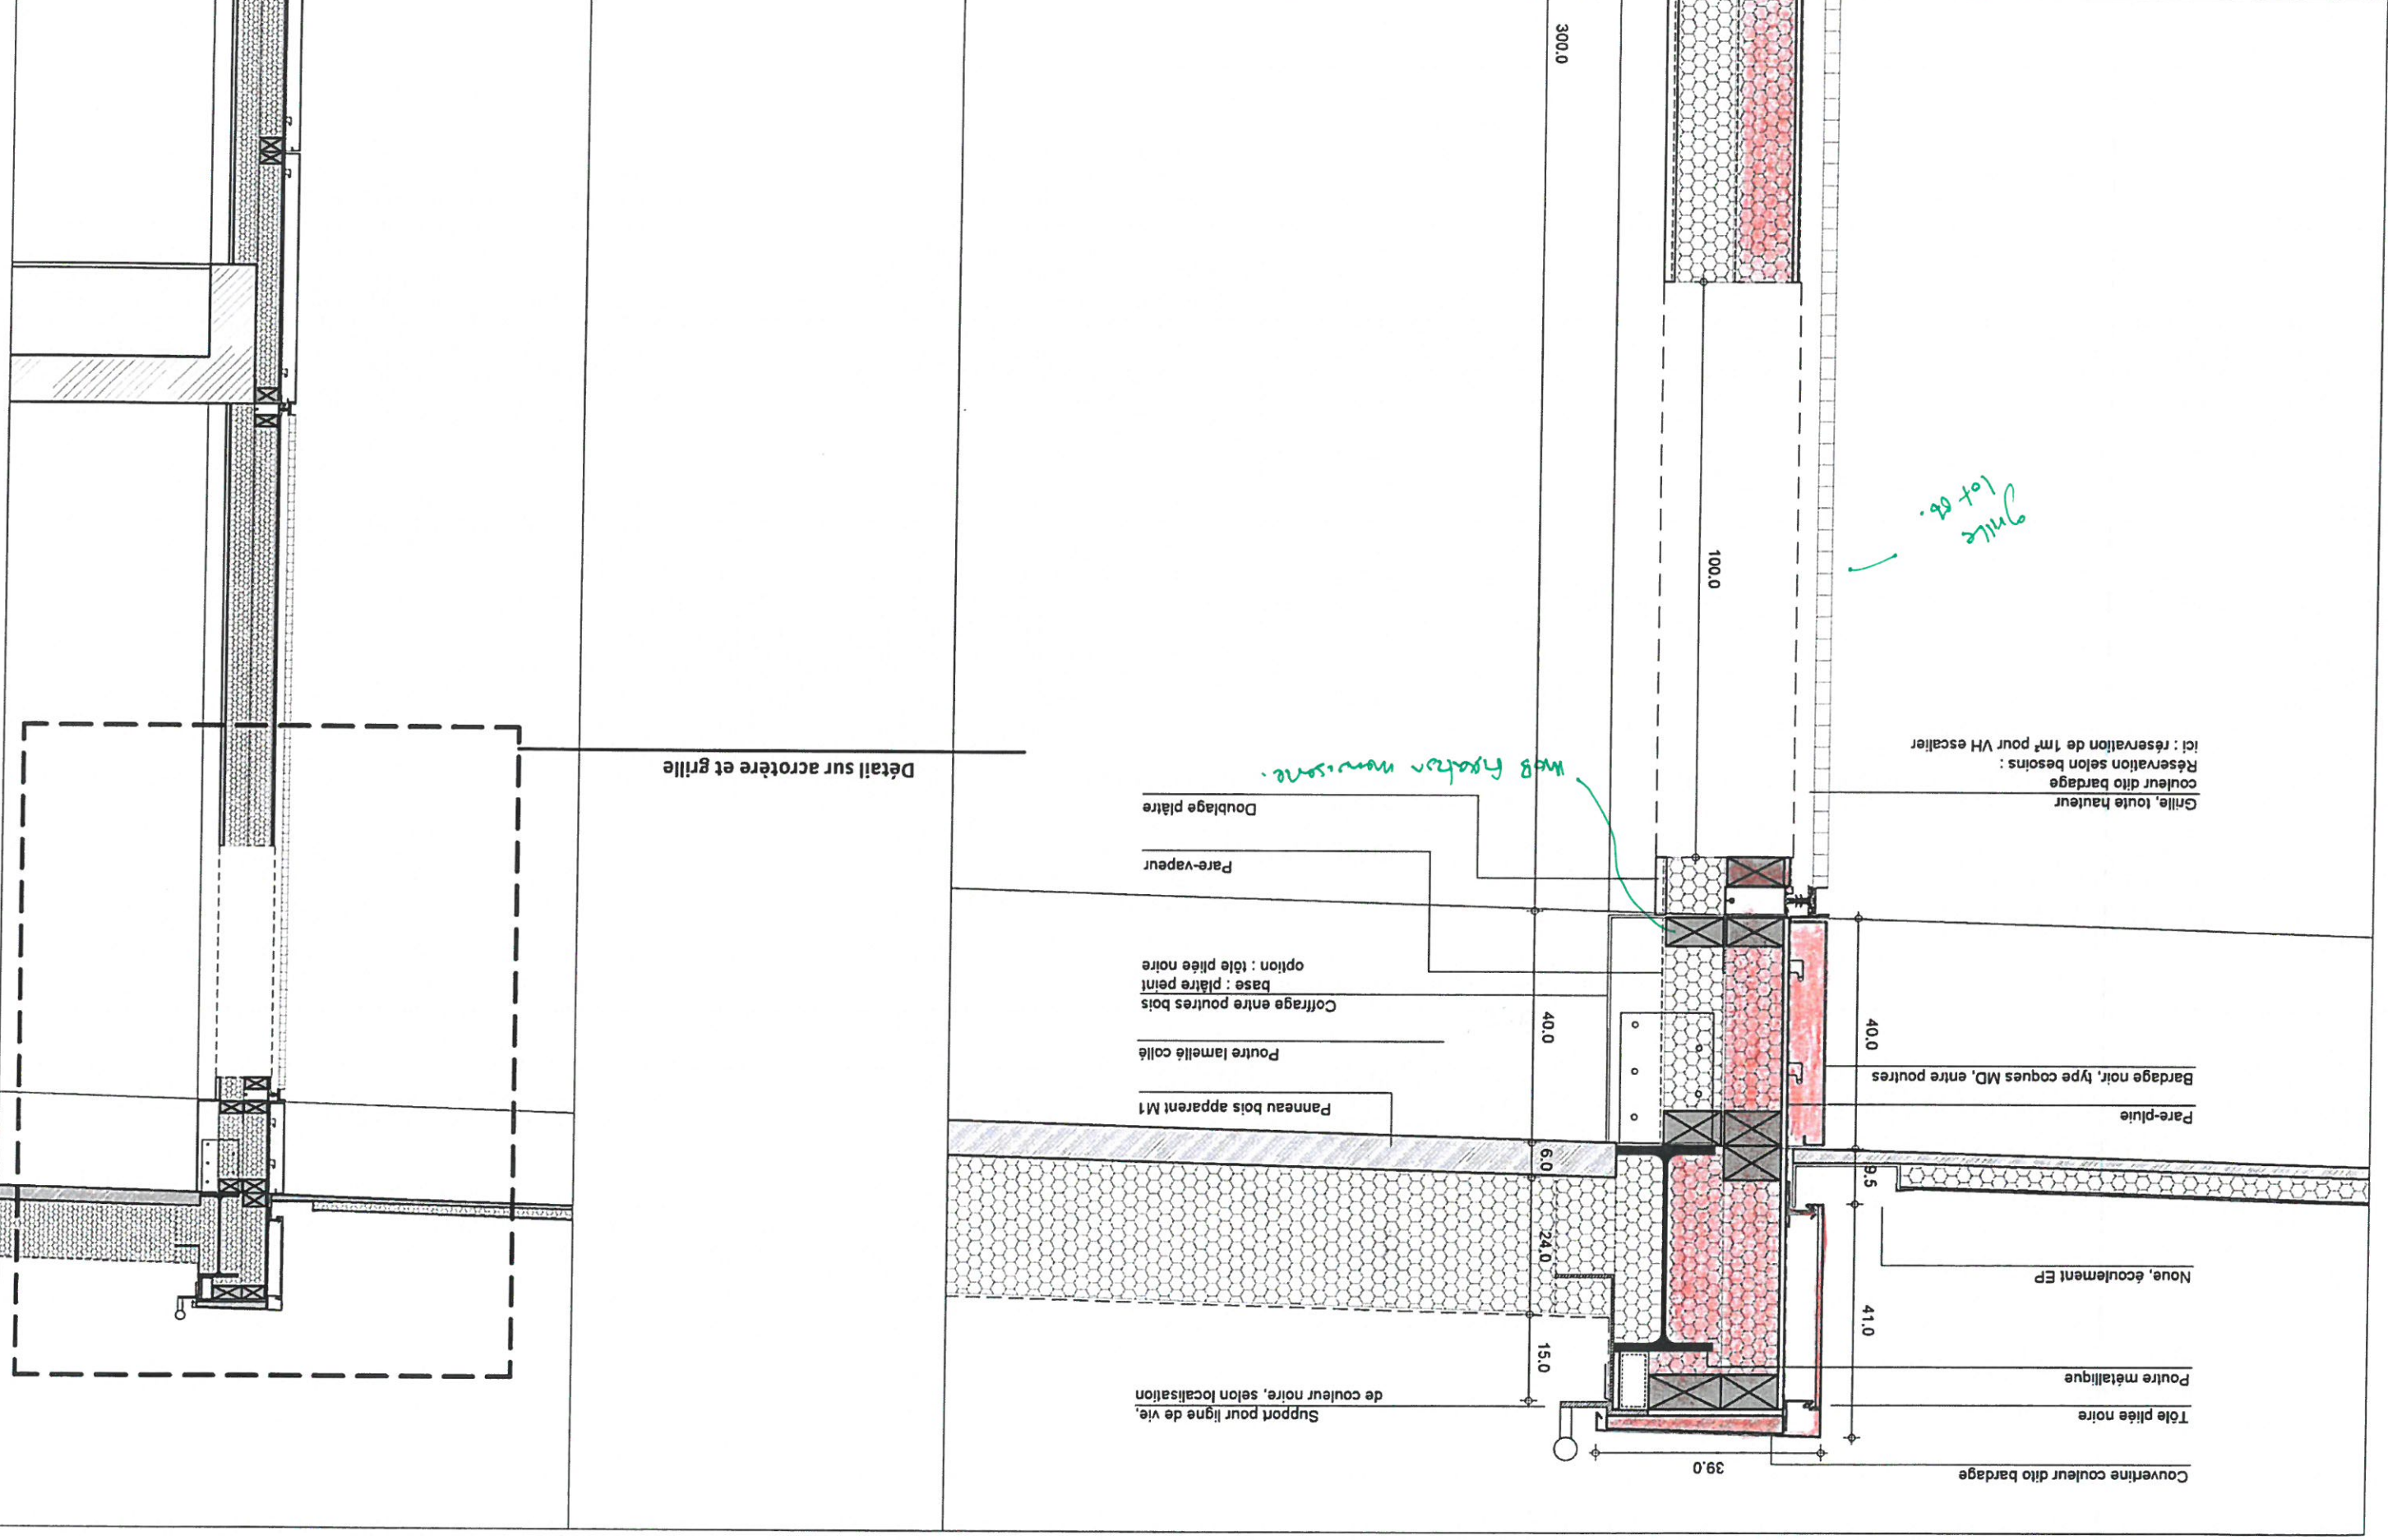 Couvertine couleur dito bardage
39.0
Tôle pliée noire
Poutre métallique
41.0
Noue, écoulement EP
9.5
Pare-pluie
Bardage noir, type coques MD, entre poutres
40.0
Grille, toute hauteur
couleur dito bardage
Réservation selon besoins :
ici : réservation de 1m² pour VH escalier
grille
lot
Support pour ligne de vie,
de couleur noire, selon localisation
15.0
24.0
6.0
Panneau bois apparent M1
Poutre lamellé collé
40.0
Coffrage entre poutres bois
base : plâtre peint
option : tôle pliée noire
Pare-vapeur
Doublage plâtre
MOB fixation menuiserie.
100.0
300.0
Détail sur acrotère et grille